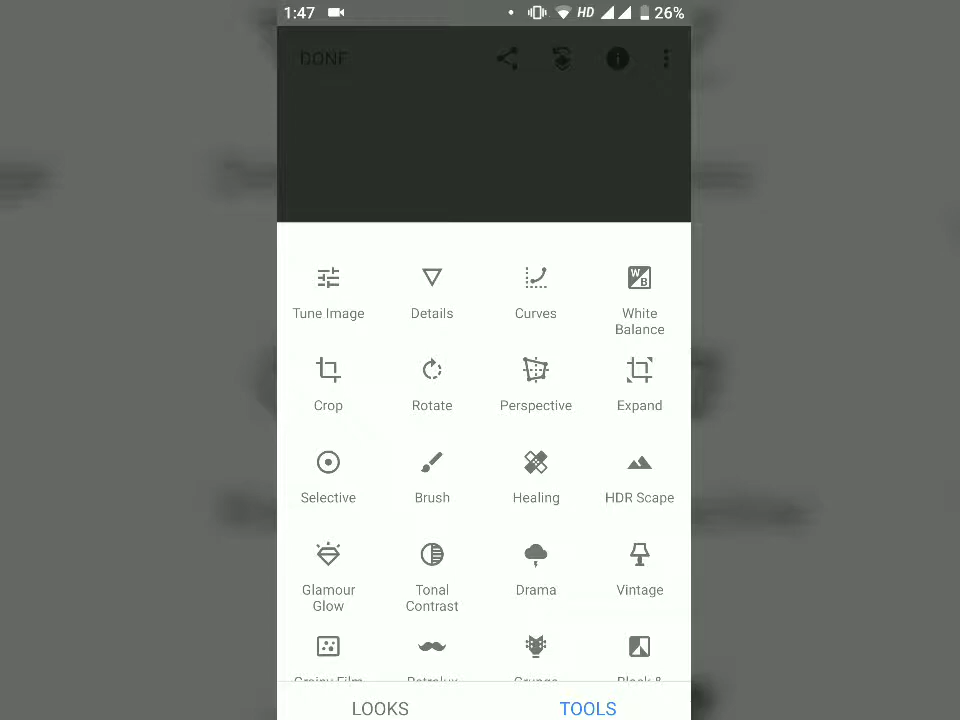 1:47 HD 26%
DONE
Tune Image Details Curves White Balance
Crop Rotate Perspective Expand
Selective Brush Healing HDR Scape
Glamour Glow Tonal Contrast Drama Vintage
Grainy Film Retrolux Grunge Black &
LOOKS TOOLS